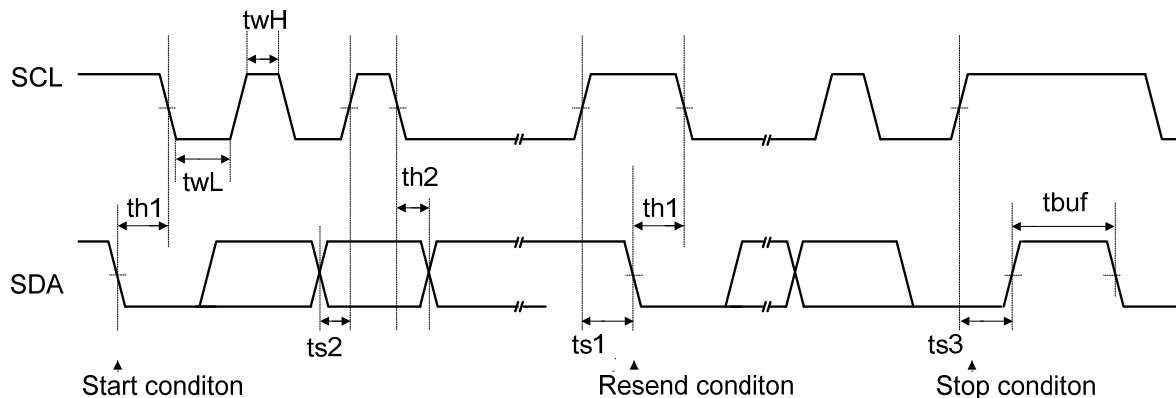 twH
SCL
twL
th2
th1
th1
tbuf
SDA
ts2
ts1
ts3
Start conditon
Resend conditon
Stop conditon